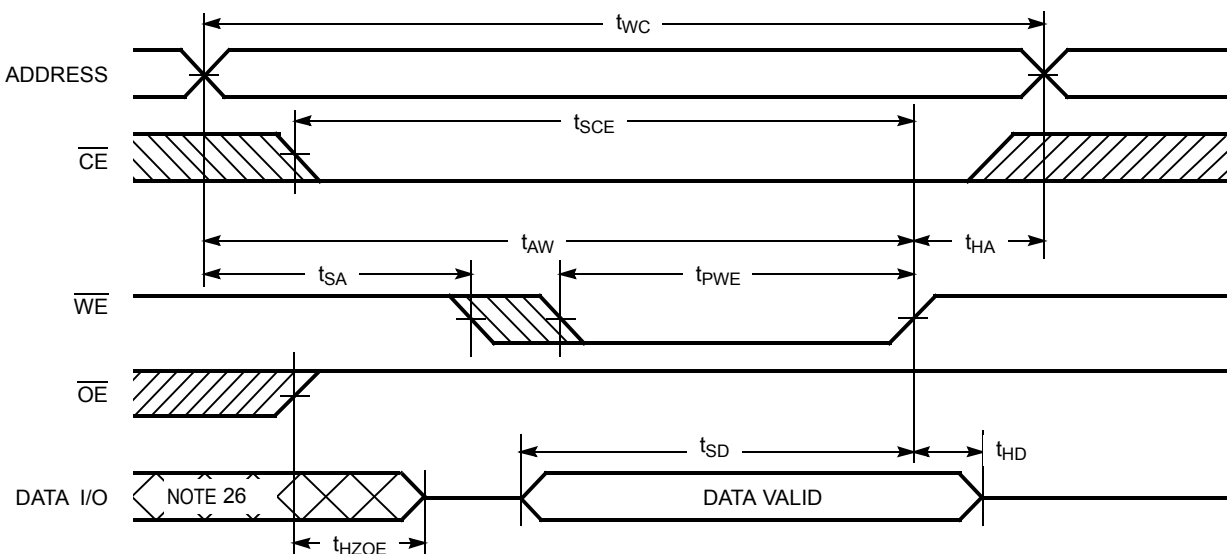 tWC
ADDRESS
tSCE
CE
tAW
tHA
tSA
tPWE
WE
OE
tSD
tHD
DATA I/O
NOTE 26
DATA VALID
tHZOE